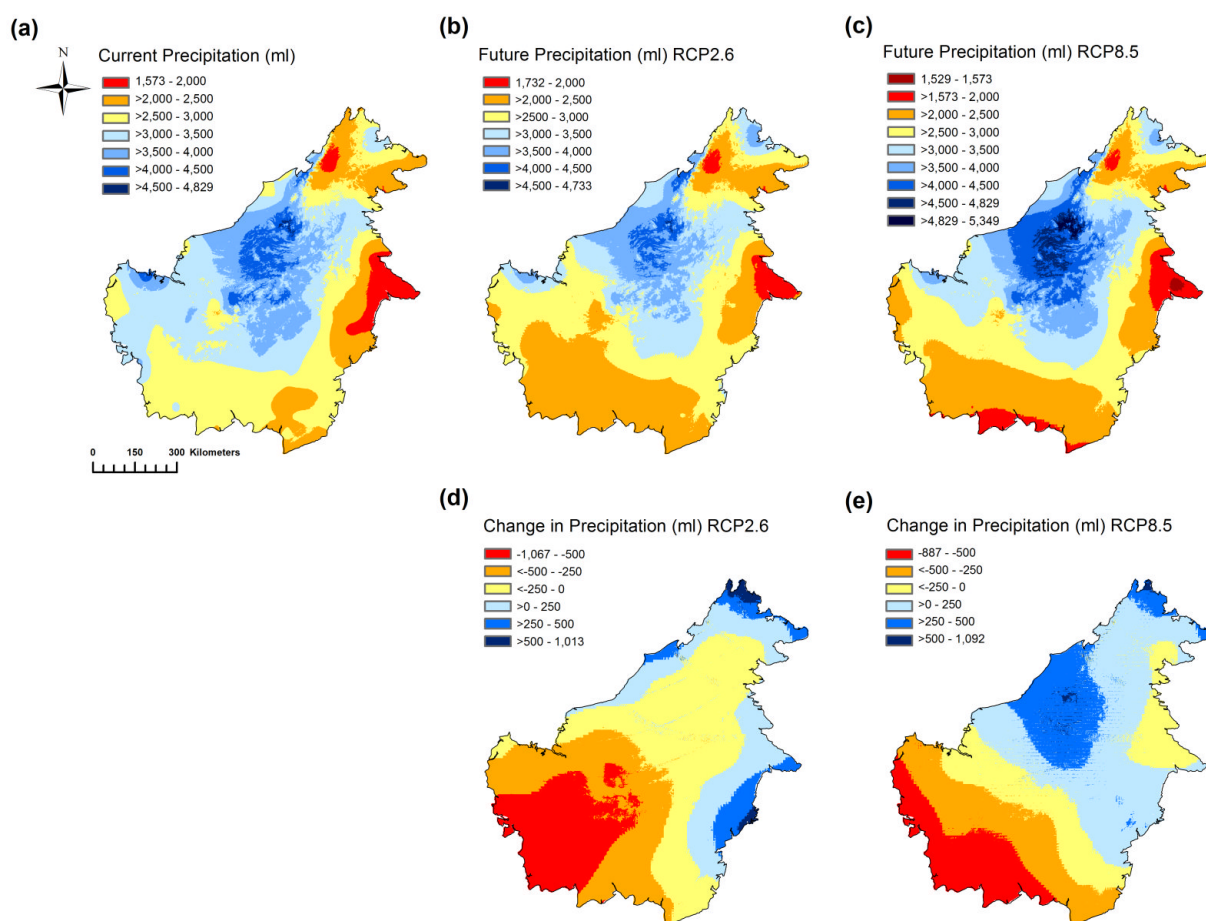 (a)
N
Current Precipitation (ml)
1,573 - 2,000
>2,000 - 2,500
>2,500 - 3,000
>3,000 - 3,500
>3,500 - 4,000
>4,000 - 4,500
>4,500 - 4,829
0 150 300 Kilometers
(b)
Future Precipitation (ml) RCP2.6
1,732 - 2,000
>2,000 - 2,500
>2500 - 3,000
>3,000 - 3,500
>3,500 - 4,000
>4,000 - 4,500
>4,500 - 4,733
(c)
Future Precipitation (ml) RCP8.5
1,529 - 1,573
>1,573 - 2,000
>2,000 - 2,500
>2,500 - 3,000
>3,000 - 3,500
>3,500 - 4,000
>4,000 - 4,500
>4,500 - 4,829
>4,829 - 5,349
(d)
Change in Precipitation (ml) RCP2.6
-1,067 - -500
<-500 - -250
<-250 - 0
>0 - 250
>250 - 500
>500 - 1,013
(e)
Change in Precipitation (ml) RCP8.5
-887 - -500
<-500 - -250
<-250 - 0
>0 - 250
>250 - 500
>500 - 1,092